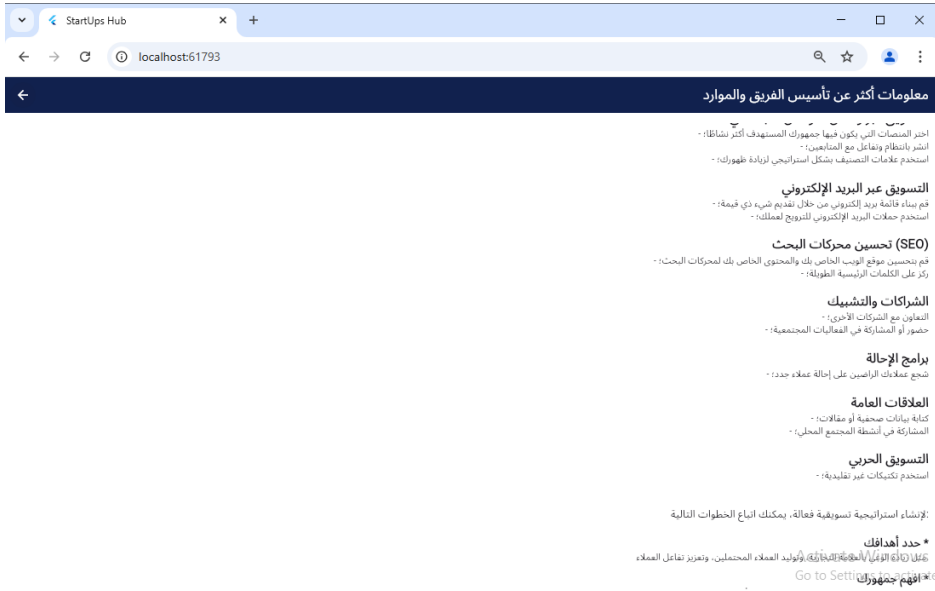 StartUps Hub
localhost:61793
معلومات أكثر عن تأسيس الفريق والموارد
اختر المنصات التي يكون فيها جمهورك المستهدف أكثر نشاطًا؛ -
انشر بانتظام وتفاعل مع المتابعين؛ -
استخدم علامات التصنيف بشكل استراتيجي لزيادة ظهورك؛ -
التسويق عبر البريد الإلكتروني
قم ببناء قائمة بريد إلكتروني من خلال تقديم شيء ذي قيمة؛ -
استخدم حملات البريد الإلكتروني للترويج لعملك؛ -
(SEO) تحسين محركات البحث
قم بتحسين موقع الويب الخاص بك والمحتوى الخاص بك لمحركات البحث؛ -
ركز على الكلمات الرئيسية الطويلة؛ -
الشراكات والتشبيك
التعاون مع الشركات الأخرى؛ -
حضور أو المشاركة في الفعاليات المجتمعية؛ -
برامج الإحالة
شجع عملاءك الراضين على إحالة عملاء جدد؛ -
العلاقات العامة
كتابة بيانات صحفية أو مقالات؛ -
المشاركة في أنشطة المجتمع المحلي؛ -
التسويق الحربي
استخدم تكتيكات غير تقليدية؛ -
:لإنشاء استراتيجية تسويقية فعالة، يمكنك اتباع الخطوات التالية
* حدد أهدافك
مثل زيادة الوعي بالعلامة التجارية، وتوليد العملاء المحتملين، وتعزيز تفاعل العملاء
Activate Windows
* افهم جمهورك
Go to Settings to activate